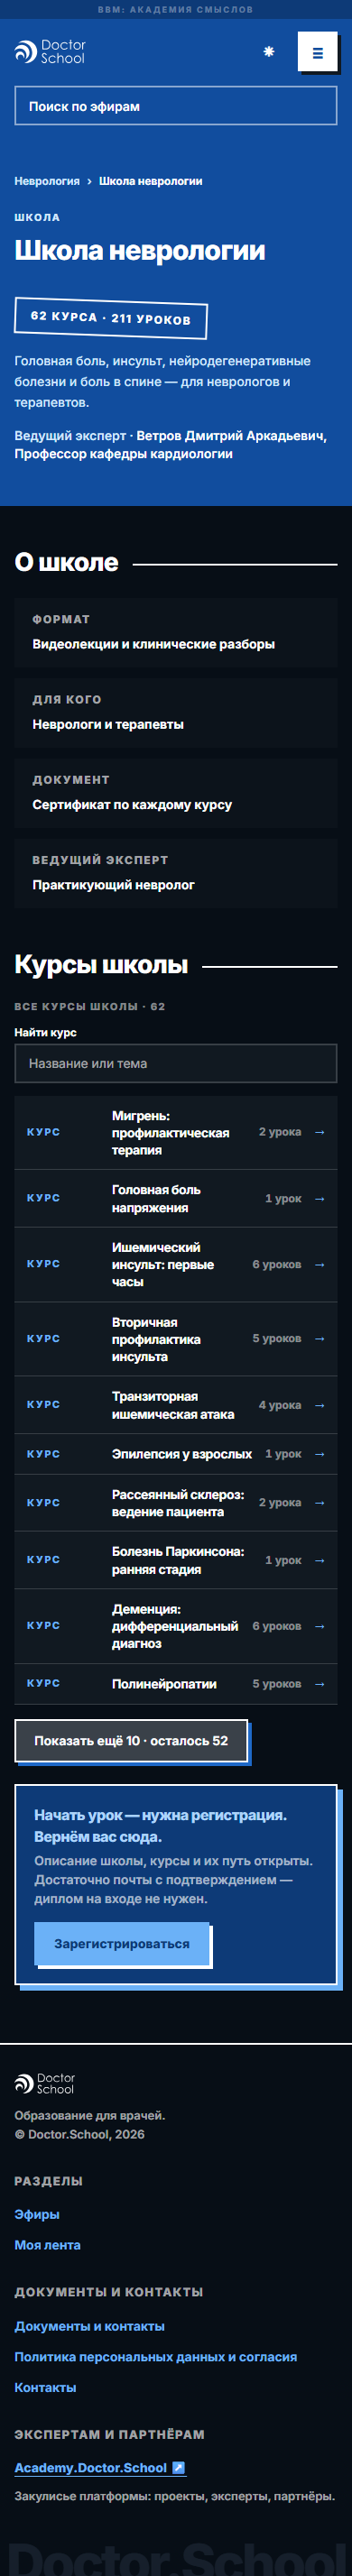 ВВМ: АКАДЕМИЯ СМЫСЛОВ
Doctor
School
Поиск по эфирам
Неврология › Школа неврологии
ШКОЛА
Школа неврологии
62 КУРСА · 211 УРОКОВ
Головная боль, инсульт, нейродегенеративные
болезни и боль в спине — для неврологов и
терапевтов.
Ведущий эксперт · Ветров Дмитрий Аркадьевич,
Профессор кафедры кардиологии
О школе
ФОРМАТ
Видеолекции и клинические разборы
ДЛЯ КОГО
Неврологи и терапевты
ДОКУМЕНТ
Сертификат по каждому курсу
ВЕДУЩИЙ ЭКСПЕРТ
Практикующий невролог
Курсы школы
ВСЕ КУРСЫ ШКОЛЫ · 62
Найти курс
Название или тема
КУРС Мигрень: профилактическая терапия 2 урока →
КУРС Головная боль напряжения 1 урок →
КУРС Ишемический инсульт: первые часы 6 уроков →
КУРС Вторичная профилактика инсульта 5 уроков →
КУРС Транзиторная ишемическая атака 4 урока →
КУРС Эпилепсия у взрослых 1 урок →
КУРС Рассеянный склероз: ведение пациента 2 урока →
КУРС Болезнь Паркинсона: ранняя стадия 1 урок →
КУРС Деменция: дифференциальный диагноз 6 уроков →
КУРС Полинейропатии 5 уроков →
Показать ещё 10 · осталось 52
Начать урок — нужна регистрация.
Вернём вас сюда.
Описание школы, курсы и их путь открыты.
Достаточно почты с подтверждением —
диплом на входе не нужен.
Зарегистрироваться
Doctor
School
Образование для врачей.
© Doctor.School, 2026
РАЗДЕЛЫ
Эфиры
Моя лента
ДОКУМЕНТЫ И КОНТАКТЫ
Документы и контакты
Политика персональных данных и согласия
Контакты
ЭКСПЕРТАМ И ПАРТНЁРАМ
Academy.Doctor.School ↗
Закулисье платформы: проекты, эксперты, партнёры.
Doctor.School